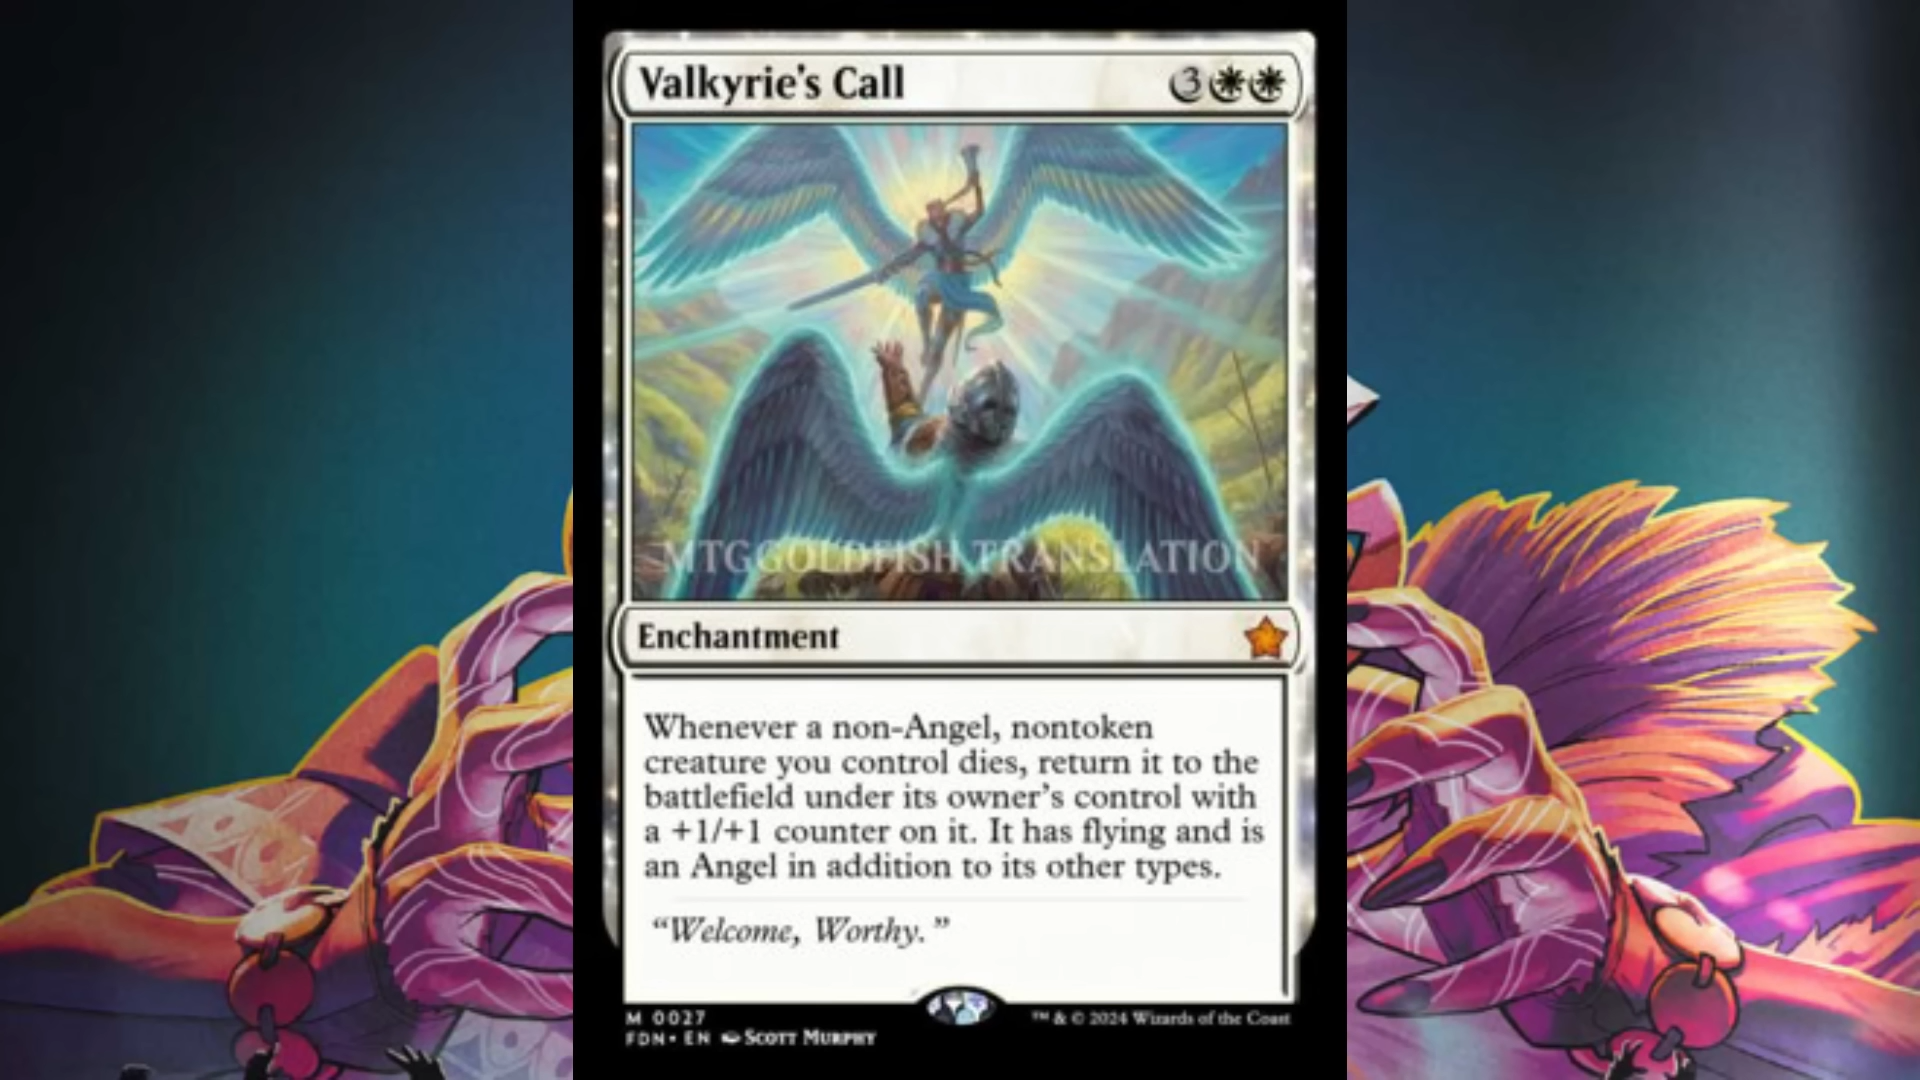 Valkyrie's Call 3
MTGGOLDFISH TRANSLATION
Enchantment
Whenever a non-Angel, nontoken
creature you control dies, return it to the
battlefield under its owner's control with
a +1/+1 counter on it. It has flying and is
an Angel in addition to its other types.
“Welcome, Worthy.”
M 0027
FDN • EN SCOTT MURPHY
™ & © 2024 Wizards of the Coast